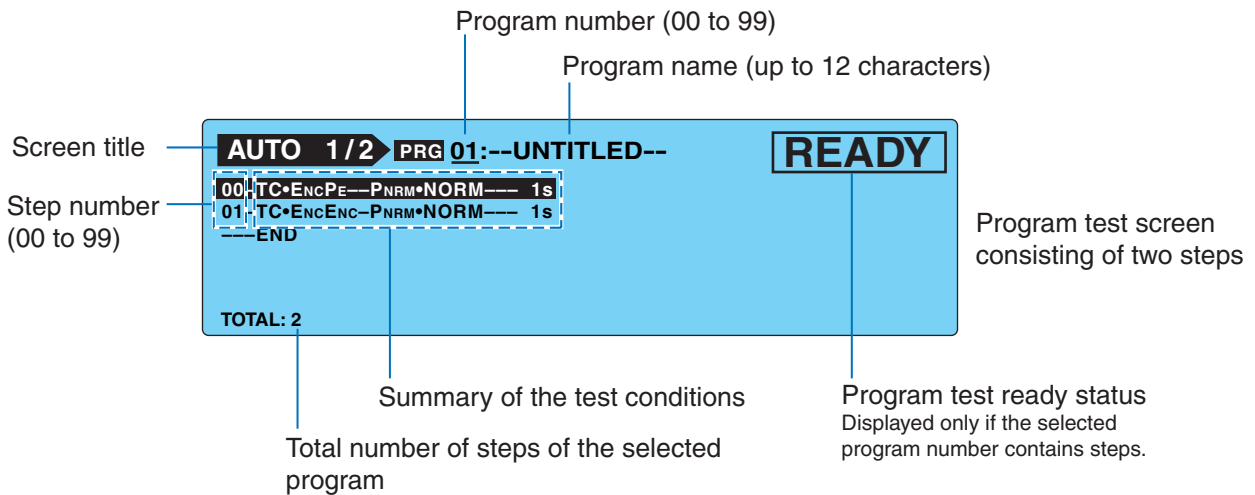 Program number (00 to 99)
Program name (up to 12 characters)
Screen title
AUTO 1/2 PRG 01:--UNTITLED--
READY
Step number
(00 to 99)
00-TC•ENCPE––PNRM•NORM––– 1s
01-TC•ENCENC–PNRM•NORM––– 1s
–––END
TOTAL: 2
Program test screen
consisting of two steps
Summary of the test conditions
Total number of steps of the selected
program
Program test ready status
Displayed only if the selected
program number contains steps.